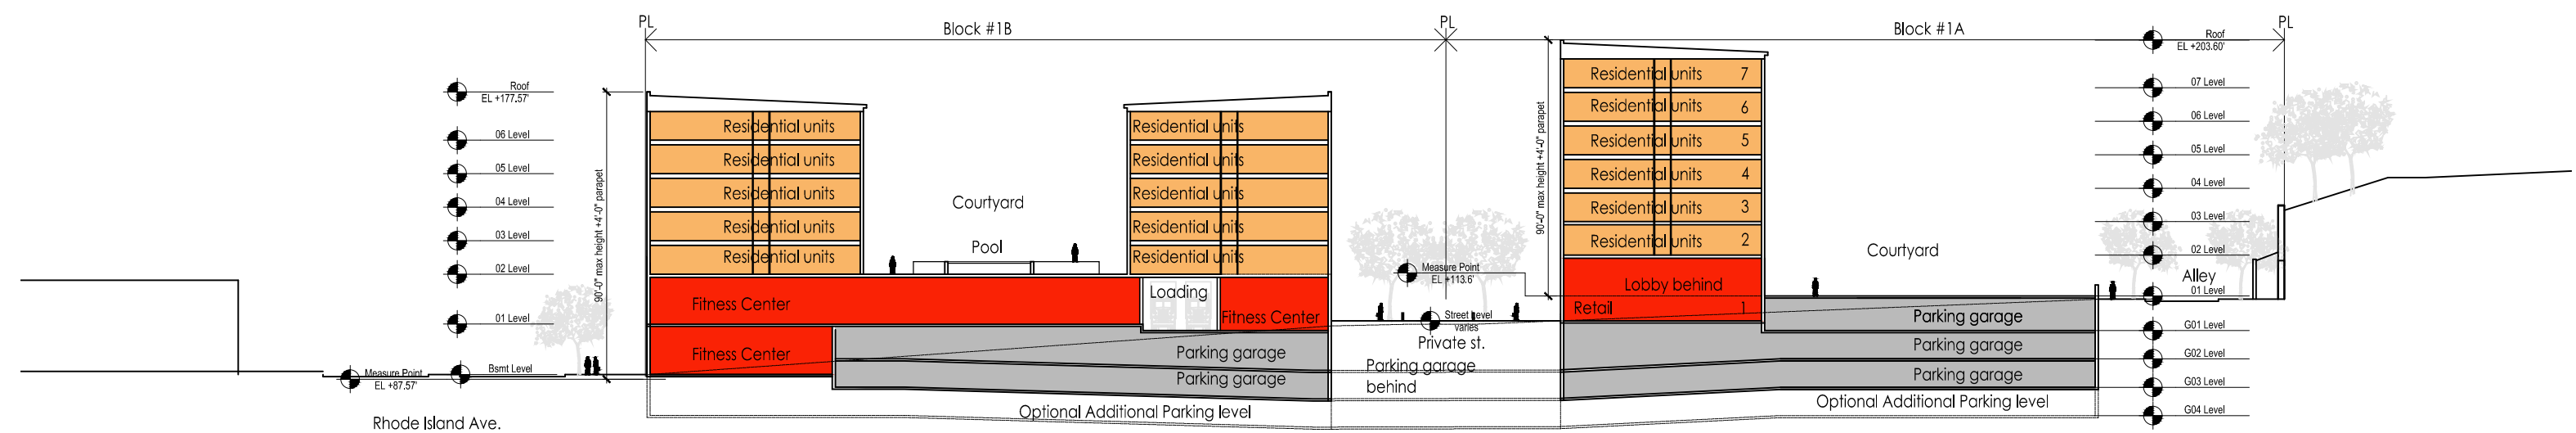 PL
Block #1B
PL
Block #1A
PL
Roof
EL +177.57'
06 Level
05 Level
04 Level
03 Level
02 Level
01 Level
Bsmt Level
Measure Point
EL +87.57'
Rhode Island Ave.
90'-0" max height +4'-0" parapet
Residential units
Residential units
Residential units
Residential units
Residential units
Fitness Center
Fitness Center
Courtyard
Pool
Residential units
Residential units
Residential units
Residential units
Residential units
Loading
Fitness Center
Parking garage
Parking garage
Optional Additional Parking level
Measure Point
EL +113.6'
Street level
varies
Private st.
Parking garage
behind
90'-0" max height +4'-0" parapet
Residential units 7
Residential units 6
Residential units 5
Residential units 4
Residential units 3
Residential units 2
Lobby behind
Retail 1
Courtyard
Parking garage
Parking garage
Parking garage
Optional Additional Parking level
Roof
EL +203.60'
07 Level
06 Level
05 Level
04 Level
03 Level
02 Level
Alley
01 Level
G01 Level
G02 Level
G03 Level
G04 Level